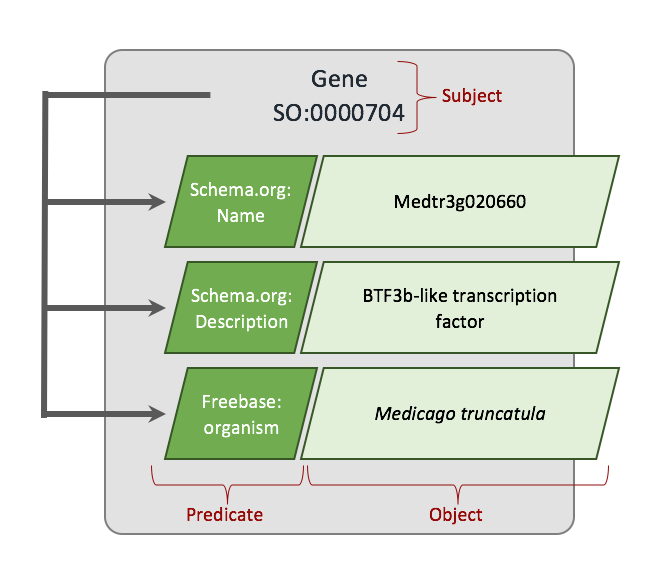 Gene
SO:0000704
Subject
Schema.org:
Name
Medtr3g020660
Schema.org:
Description
BTF3b-like transcription
factor
Freebase:
organism
Medicago truncatula
Predicate
Object